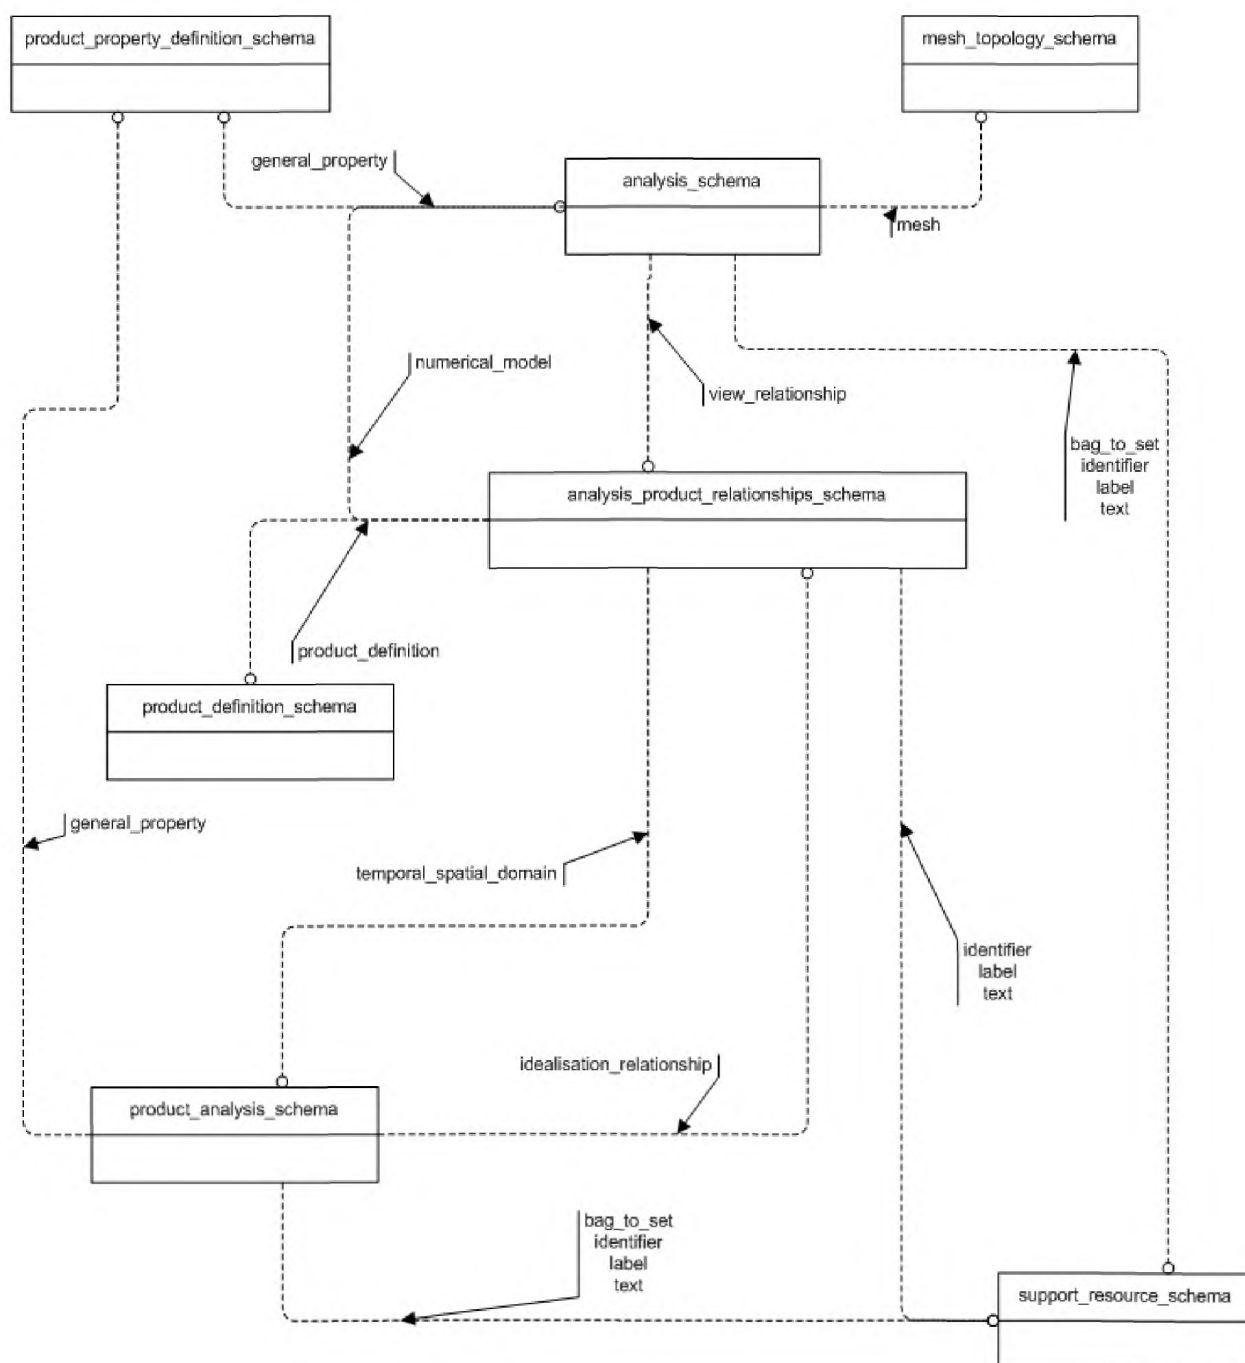 product_property_definition_schema
mesh_topology_schema
general_property
analysis_schema
mesh
numerical_model
view_relationship
bag_to_set
identifier
label
text
analysis_product_relationships_schema
product_definition
product_definition_schema
general_property
temporal_spatial_domain
identifier
label
text
idealisation_relationship
product_analysis_schema
bag_to_set
identifier
label
text
support_resource_schema